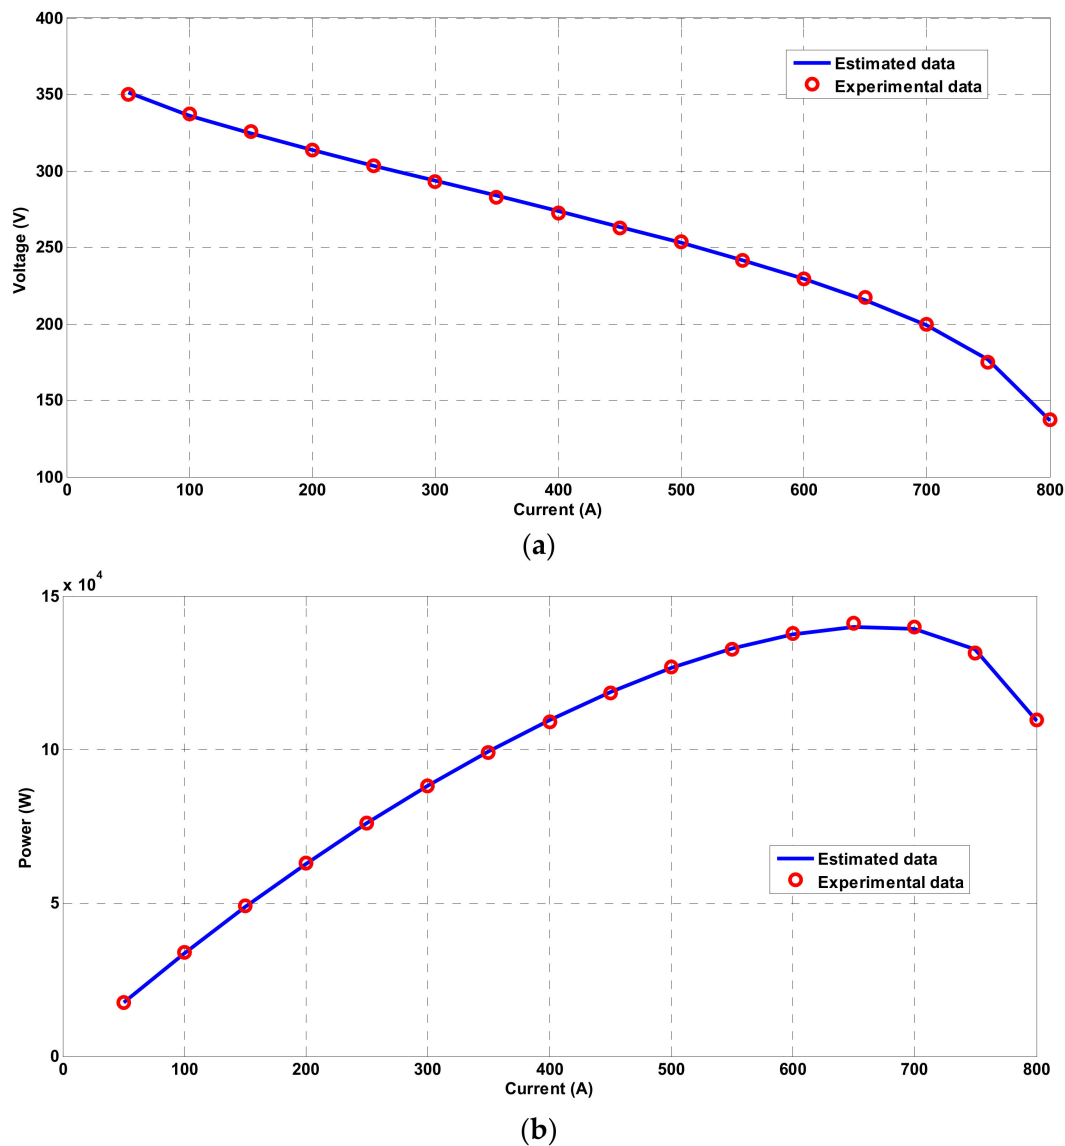 400
350
300
250
200
150
100
Voltage (V)
Estimated data
Experimental data
0 100 200 300 400 500 600 700 800
Current (A)
(a)
x 10^4
15
10
5
0
Power (W)
Estimated data
Experimental data
0 100 200 300 400 500 600 700 800
Current (A)
(b)